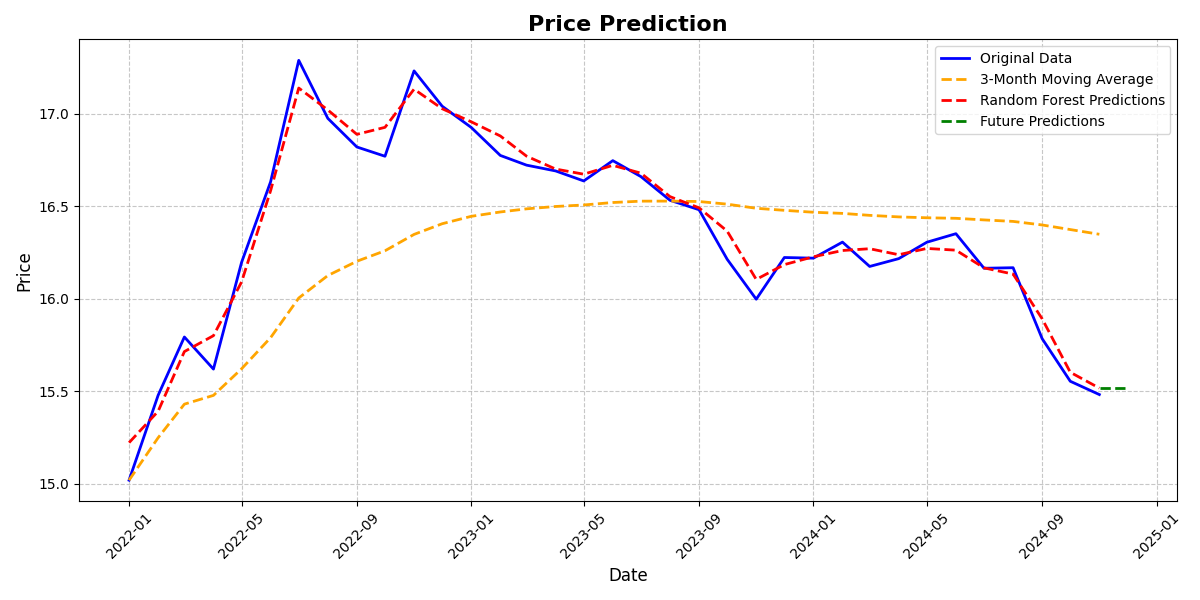 Price Prediction
Original Data
3-Month Moving Average
Random Forest Predictions
Future Predictions
Price
17.0
16.5
16.0
15.5
15.0
2022-01
2022-05
2022-09
2023-01
2023-05
2023-09
2024-01
2024-05
2024-09
2025-01
Date